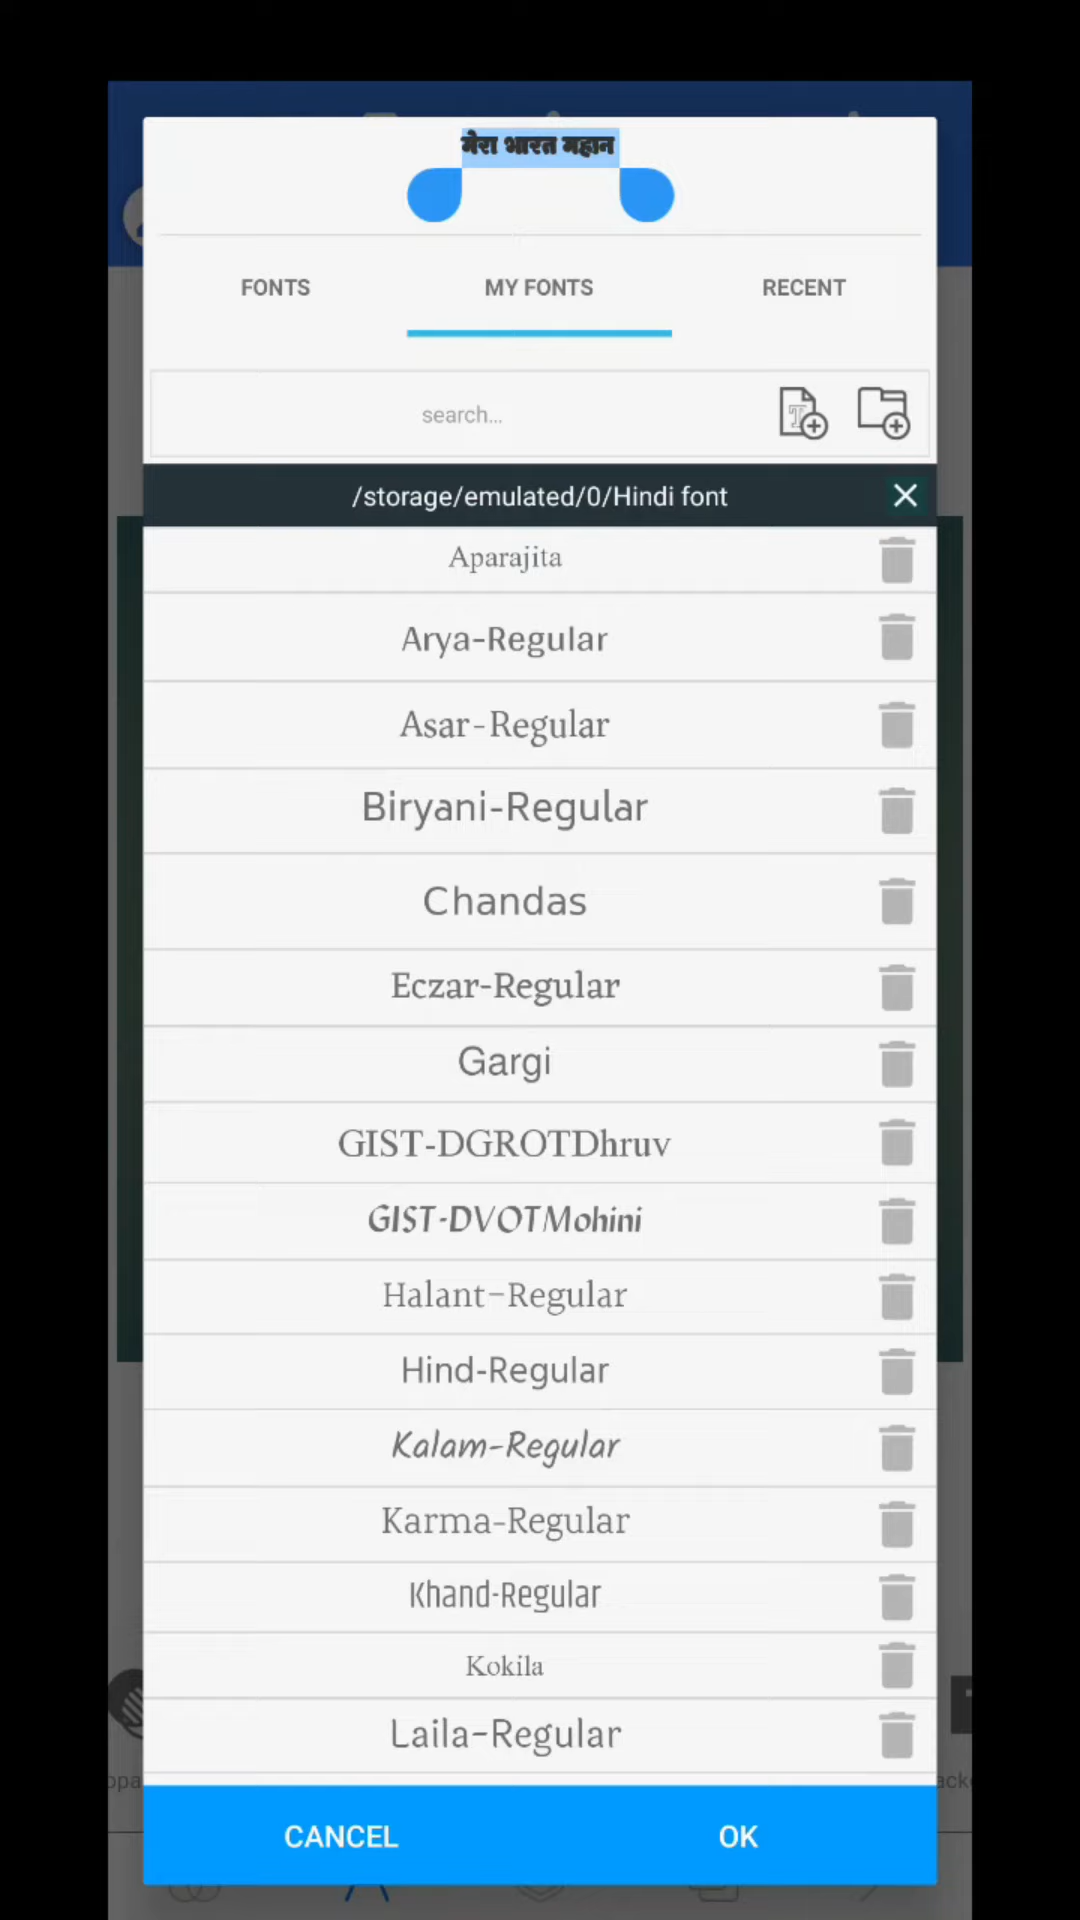 मेरा भारत महान
FONTS
MY FONTS
RECENT
search...
/storage/emulated/0/Hindi font
Aparajita
Arya-Regular
Asar-Regular
Biryani-Regular
Chandas
Eczar-Regular
Gargi
GIST-DGROTDhruv
GIST-DVOTMohini
Halant-Regular
Hind-Regular
Kalam-Regular
Karma-Regular
Khand-Regular
Kokila
Laila-Regular
CANCEL
OK